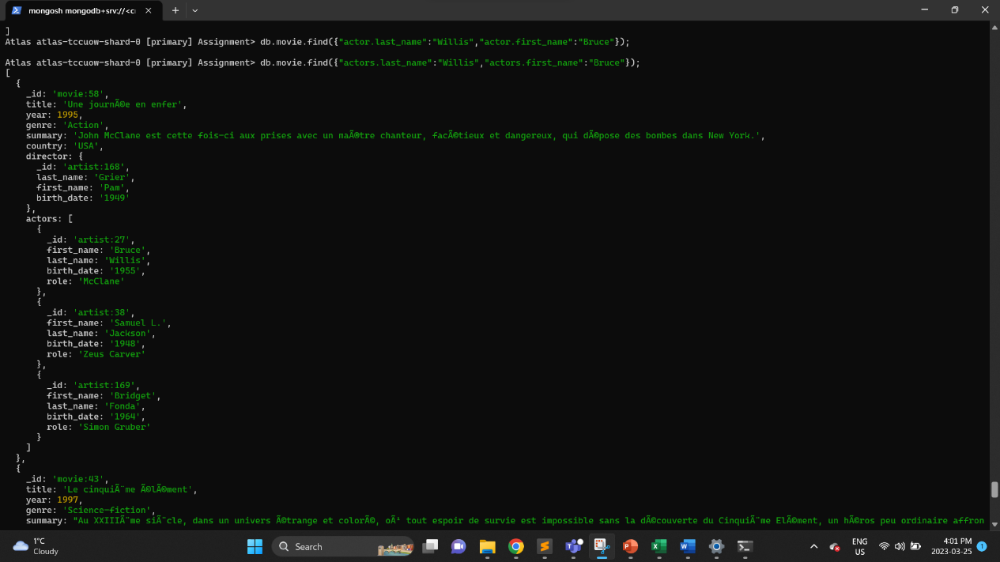 mongosh mongodb+srv://<cr
]
Atlas atlas-tccuow-shard-0 [primary] Assignment> db.movie.find({"actor.last_name":"Willis","actor.first_name":"Bruce"});
Atlas atlas-tccuow-shard-0 [primary] Assignment> db.movie.find({"actors.last_name":"Willis","actors.first_name":"Bruce"});
[
{
_id: 'movie:58',
title: 'Une journÃ©e en enfer',
year: 1995,
genre: 'Action',
summary: 'John McClane est cette fois-ci aux prises avec un maÃ®tre chanteur, facÃ©tieux et dangereux, qui dÃ©pose des bombes dans New York.',
country: 'USA',
director: {
_id: 'artist:168',
last_name: 'Grier',
first_name: 'Pam',
birth_date: '1949'
},
actors: [
{
_id: 'artist:27',
first_name: 'Bruce',
last_name: 'Willis',
birth_date: '1955',
role: 'McClane'
},
{
_id: 'artist:38',
first_name: 'Samuel L.',
last_name: 'Jackson',
birth_date: '1948',
role: 'Zeus Carver'
},
{
_id: 'artist:169',
first_name: 'Bridget',
last_name: 'Fonda',
birth_date: '1964',
role: 'Simon Gruber'
}
]
},
{
_id: 'movie:43',
title: 'Le cinquiÃ¨me Ã©lÃ©ment',
year: 1997,
genre: 'Science-fiction',
summary: "Au XXIIIÃ¨me siÃ¨cle, dans un univers Ã©trange et colorÃ©, oÃ¹ tout espoir de survie est impossible sans la dÃ©couverte du CinquiÃ¨me ElÃ©ment, un hÃ©ros peu ordinaire affron
1°C
Cloudy
Search
ENG
US
4:01 PM
2023-03-25
1